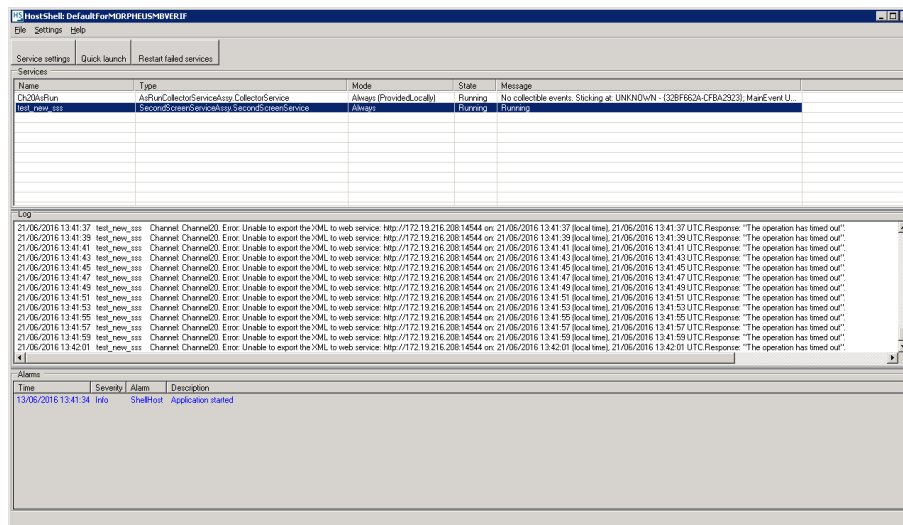 HostShell: DefaultForMORPHEUSMBVERIF
File Settings Help
Service settings Quick launch Restart failed services
Services
Name Type Mode State Message
Ch20AsRun AsRunCollectorServiceAssy.CollectorService Always (ProvidedLocally) Running No collectible events. Sticking at: UNKNOWN - {32BF662A-CFBA2923}; MainEvent U...
test_new_sss SecondScreenServiceAssy.SecondScreenService Always Running Running
Log
21/06/2016 13:41:37 test_new_sss Channel: Channel20. Error: Unable to export the XML to web service: http://172.19.216.208:14544 on: 21/06/2016 13:41:37 (local time), 21/06/2016 13:41:37 UTC.Response: "The operation has timed out".
21/06/2016 13:41:39 test_new_sss Channel: Channel20. Error: Unable to export the XML to web service: http://172.19.216.208:14544 on: 21/06/2016 13:41:39 (local time), 21/06/2016 13:41:39 UTC.Response: "The operation has timed out".
21/06/2016 13:41:41 test_new_sss Channel: Channel20. Error: Unable to export the XML to web service: http://172.19.216.208:14544 on: 21/06/2016 13:41:41 (local time), 21/06/2016 13:41:41 UTC.Response: "The operation has timed out".
21/06/2016 13:41:43 test_new_sss Channel: Channel20. Error: Unable to export the XML to web service: http://172.19.216.208:14544 on: 21/06/2016 13:41:43 (local time), 21/06/2016 13:41:43 UTC.Response: "The operation has timed out".
21/06/2016 13:41:45 test_new_sss Channel: Channel20. Error: Unable to export the XML to web service: http://172.19.216.208:14544 on: 21/06/2016 13:41:45 (local time), 21/06/2016 13:41:45 UTC.Response: "The operation has timed out".
21/06/2016 13:41:47 test_new_sss Channel: Channel20. Error: Unable to export the XML to web service: http://172.19.216.208:14544 on: 21/06/2016 13:41:47 (local time), 21/06/2016 13:41:47 UTC.Response: "The operation has timed out".
21/06/2016 13:41:49 test_new_sss Channel: Channel20. Error: Unable to export the XML to web service: http://172.19.216.208:14544 on: 21/06/2016 13:41:49 (local time), 21/06/2016 13:41:49 UTC.Response: "The operation has timed out".
21/06/2016 13:41:51 test_new_sss Channel: Channel20. Error: Unable to export the XML to web service: http://172.19.216.208:14544 on: 21/06/2016 13:41:51 (local time), 21/06/2016 13:41:51 UTC.Response: "The operation has timed out".
21/06/2016 13:41:53 test_new_sss Channel: Channel20. Error: Unable to export the XML to web service: http://172.19.216.208:14544 on: 21/06/2016 13:41:53 (local time), 21/06/2016 13:41:53 UTC.Response: "The operation has timed out".
21/06/2016 13:41:55 test_new_sss Channel: Channel20. Error: Unable to export the XML to web service: http://172.19.216.208:14544 on: 21/06/2016 13:41:55 (local time), 21/06/2016 13:41:55 UTC.Response: "The operation has timed out".
21/06/2016 13:41:57 test_new_sss Channel: Channel20. Error: Unable to export the XML to web service: http://172.19.216.208:14544 on: 21/06/2016 13:41:57 (local time), 21/06/2016 13:41:57 UTC.Response: "The operation has timed out".
21/06/2016 13:41:59 test_new_sss Channel: Channel20. Error: Unable to export the XML to web service: http://172.19.216.208:14544 on: 21/06/2016 13:41:59 (local time), 21/06/2016 13:41:59 UTC.Response: "The operation has timed out".
21/06/2016 13:42:01 test_new_sss Channel: Channel20. Error: Unable to export the XML to web service: http://172.19.216.208:14544 on: 21/06/2016 13:42:01 (local time), 21/06/2016 13:42:01 UTC.Response: "The operation has timed out".
Alarms
Time Severity Alarm Description
13/06/2016 13:41:34 Info ShellHost Application started